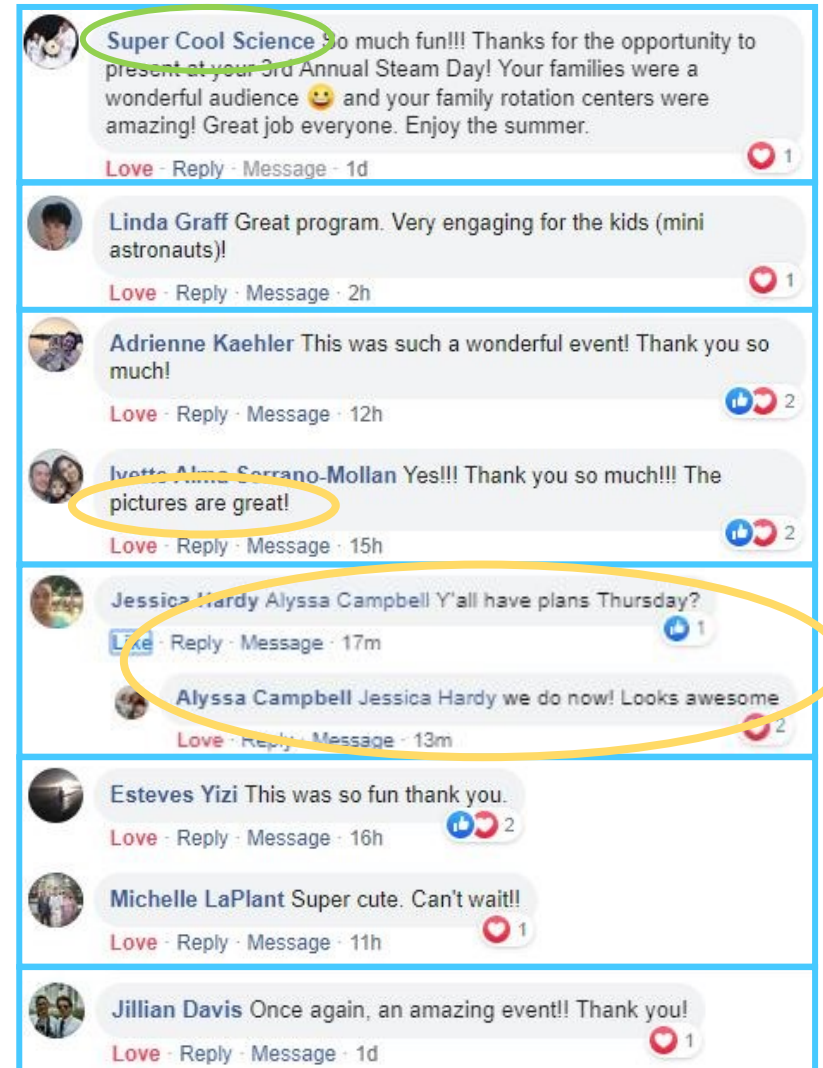 Super Cool Science So much fun!!! Thanks for the opportunity to
present at your 3rd Annual Steam Day! Your families were a
wonderful audience 😀 and your family rotation centers were
amazing! Great job everyone. Enjoy the summer.
1
Love · Reply · Message · 1d
Linda Graff Great program. Very engaging for the kids (mini
astronauts)!
1
Love · Reply · Message · 2h
Adrienne Kaehler This was such a wonderful event! Thank you so
much!
2
Love · Reply · Message · 12h
Ivette Alma Serrano-Mollan Yes!!! Thank you so much!!! The
pictures are great!
2
Love · Reply · Message · 15h
Jessica Hardy Alyssa Campbell Y'all have plans Thursday?
1
Like · Reply · Message · 17m
Alyssa Campbell Jessica Hardy we do now! Looks awesome
2
Love · Reply · Message · 13m
Esteves Yizi This was so fun thank you.
2
Love · Reply · Message · 16h
Michelle LaPlant Super cute. Can't wait!!
1
Love · Reply · Message · 11h
Jillian Davis Once again, an amazing event!! Thank you!
1
Love · Reply · Message · 1d